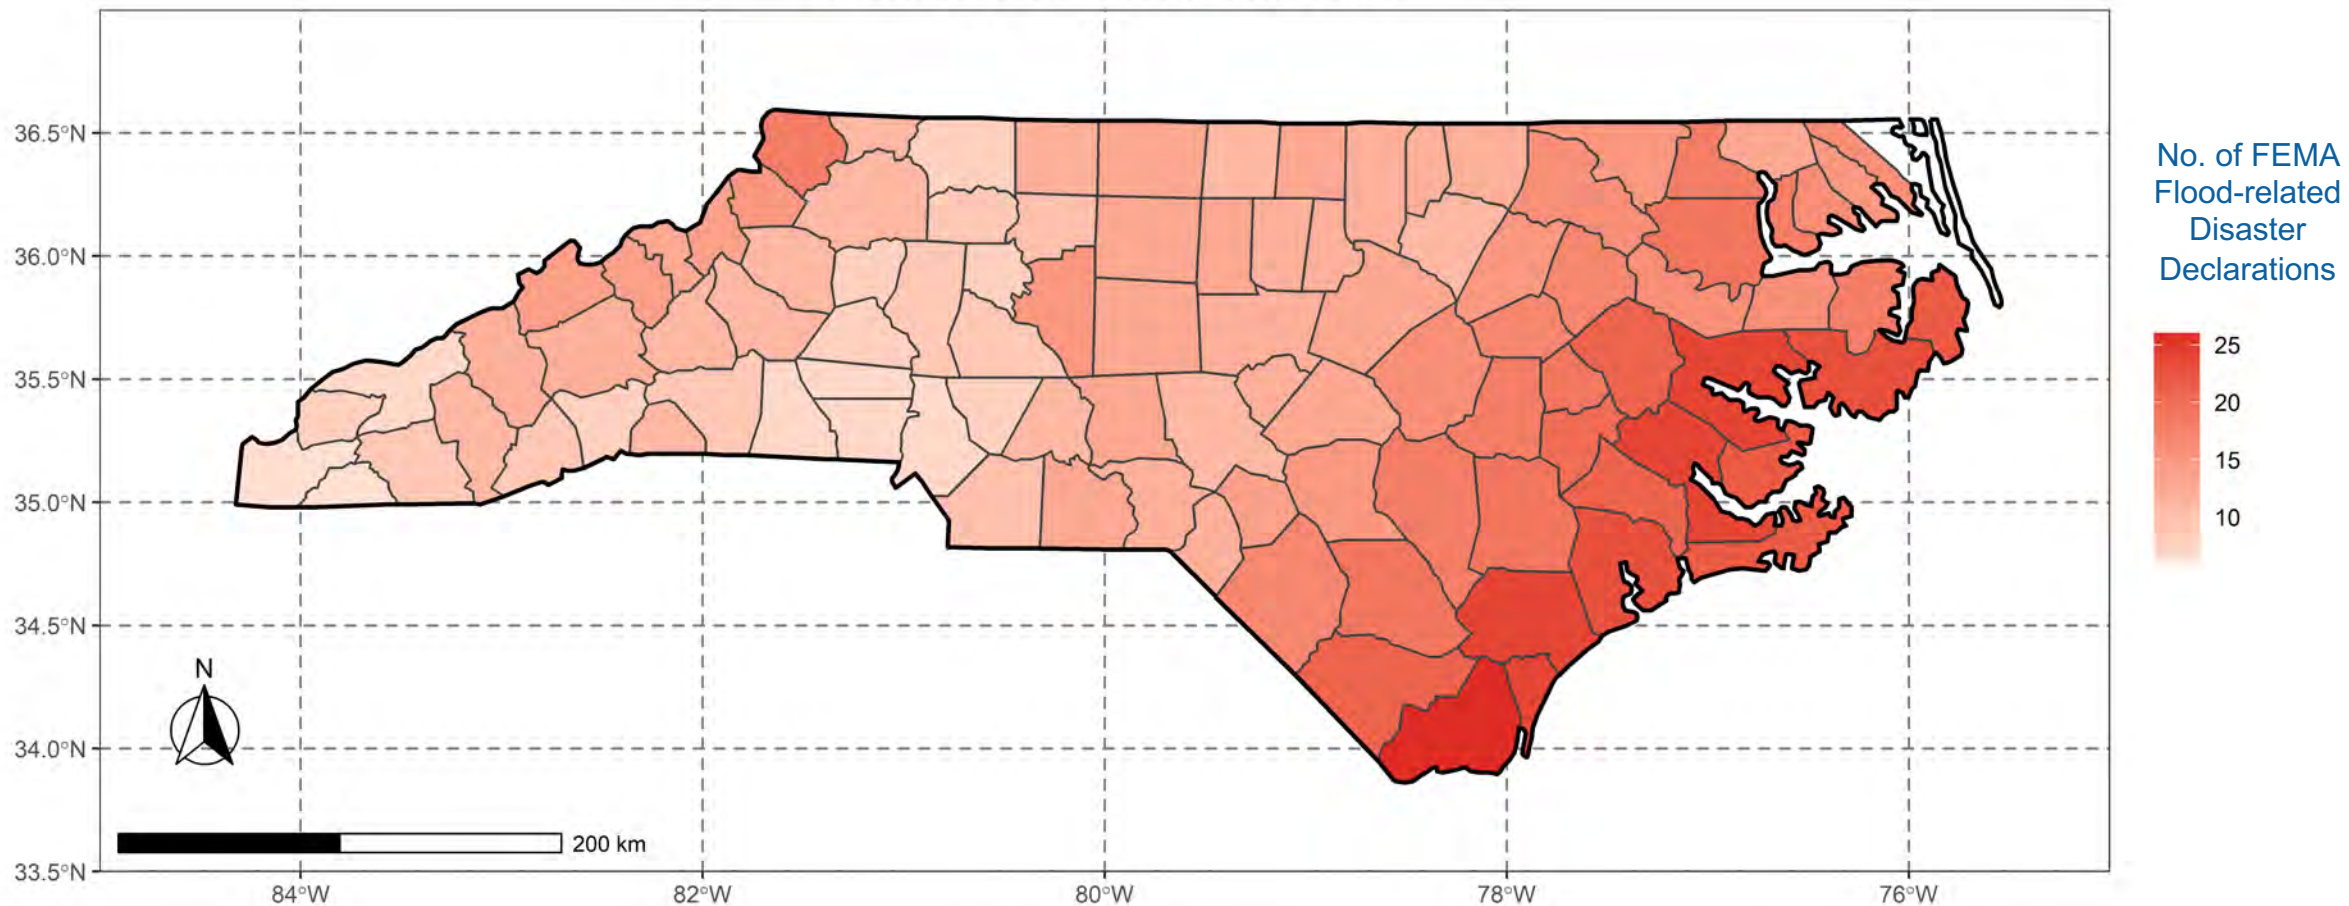 36.5°N
36.0°N
35.5°N
35.0°N
34.5°N
34.0°N
33.5°N
84°W
82°W
80°W
78°W
76°W
N
200 km
No. of FEMA
Flood-related
Disaster
Declarations
25
20
15
10